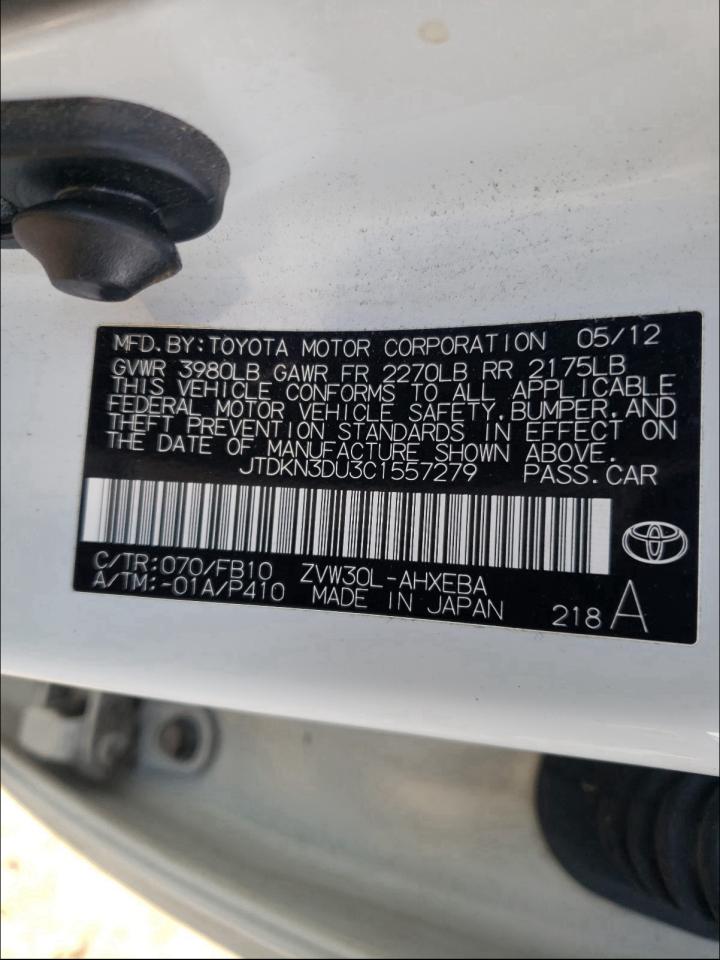 MFD. BY: TOYOTA MOTOR CORPORATION 05/12
GVWR 3980LB GAWR FR 2270LB RR 2175LB
THIS VEHICLE CONFORMS TO ALL APPLICABLE
FEDERAL MOTOR VEHICLE SAFETY, BUMPER, AND
THEFT PREVENTION STANDARDS IN EFFECT ON
THE DATE OF MANUFACTURE SHOWN ABOVE.
JTDKN3DU3C1557279 PASS. CAR
C/TR: 070/FB10 ZVW30L-AHXEBA
A/TM: -01A/P410 MADE IN JAPAN 218 A